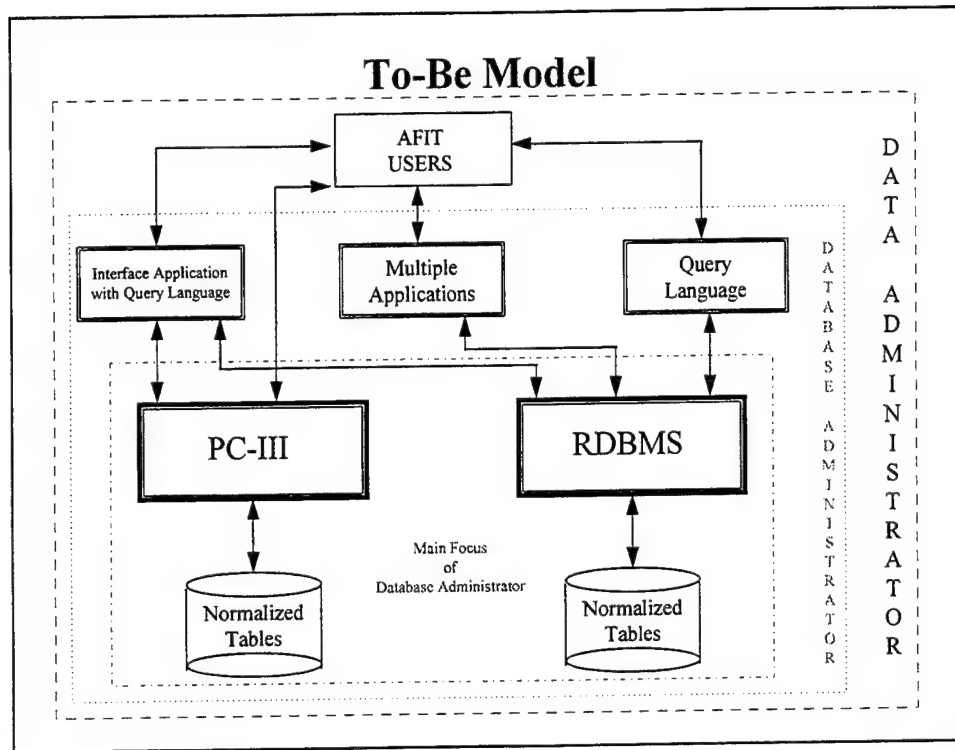 To-Be Model
AFIT
USERS
Interface Application
with Query Language
Multiple
Applications
Query
Language
PC-III
RDBMS
Main Focus
of
Database Administrator
Normalized
Tables
Normalized
Tables
DATABASE ADMINISTRATOR
DATA ADMINISTRATOR